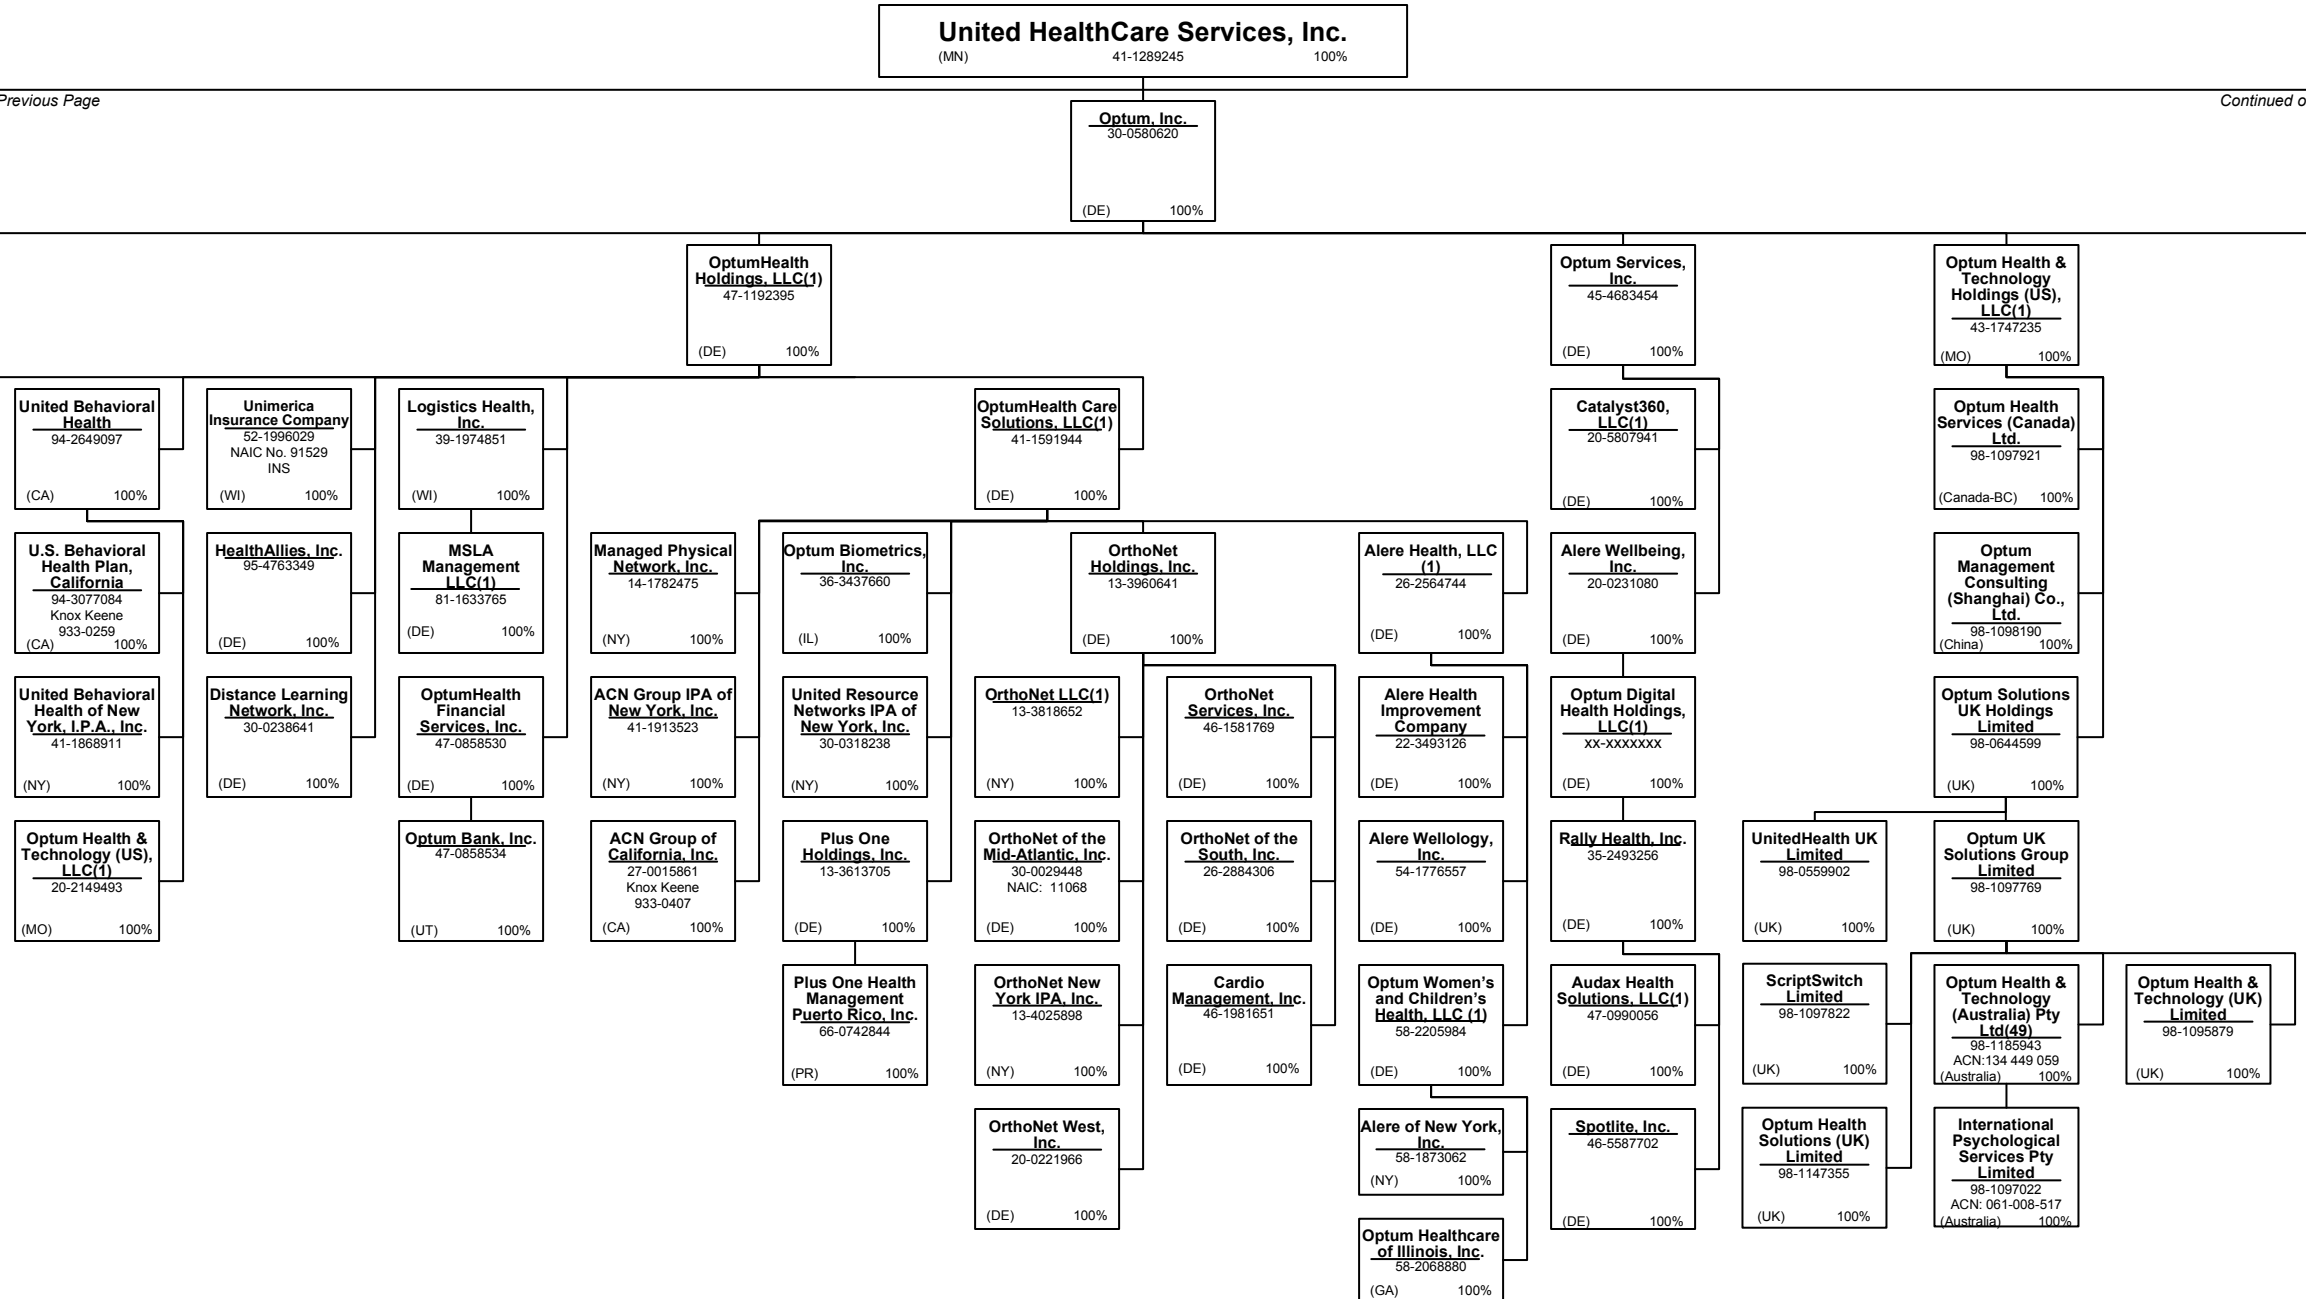 United HealthCare Services, Inc.
(MN) 41-1289245 100%
Previous Page
Continued o
Optum, Inc.
30-0580620
(DE) 100%
OptumHealth
Holdings, LLC(1)
47-1192395
(DE) 100%
Optum Services,
Inc.
45-4683454
(DE) 100%
Optum Health &
Technology
Holdings (US),
LLC(1)
43-1747235
(MO) 100%
United Behavioral
Health
94-2649097
(CA) 100%
Unimerica
Insurance Company
52-1996029
NAIC No. 91529
INS
(WI) 100%
Logistics Health,
Inc.
39-1974851
(WI) 100%
OptumHealth Care
Solutions, LLC(1)
41-1591944
(DE) 100%
Catalyst360,
LLC(1)
20-5807941
(DE) 100%
Optum Health
Services (Canada)
Ltd.
98-1097921
(Canada-BC) 100%
U.S. Behavioral
Health Plan,
California
94-3077084
Knox Keene
933-0259
(CA) 100%
HealthAllies, Inc.
95-4763349
(DE) 100%
MSLA
Management
LLC(1)
81-1633765
(DE) 100%
Managed Physical
Network, Inc.
14-1782475
(NY) 100%
Optum Biometrics,
Inc.
36-3437660
(IL) 100%
OrthoNet
Holdings, Inc.
13-3960641
(DE) 100%
Alere Health, LLC
(1)
26-2564744
(DE) 100%
Alere Wellbeing,
Inc.
20-0231080
(DE) 100%
Optum
Management
Consulting
(Shanghai) Co.,
Ltd.
98-1098190
(China) 100%
United Behavioral
Health of New
York, I.P.A., Inc.
41-1868911
(NY) 100%
Distance Learning
Network, Inc.
30-0238641
(DE) 100%
OptumHealth
Financial
Services, Inc.
47-0858530
(DE) 100%
ACN Group IPA of
New York, Inc.
41-1913523
(NY) 100%
United Resource
Networks IPA of
New York, Inc.
30-0318238
(NY) 100%
OrthoNet LLC(1)
13-3818652
(NY) 100%
OrthoNet
Services, Inc.
46-1581769
(DE) 100%
Alere Health
Improvement
Company
22-3493126
(DE) 100%
Optum Digital
Health Holdings,
LLC(1)
xx-xxxxxxx
(DE) 100%
Optum Solutions
UK Holdings
Limited
98-0644599
(UK) 100%
Optum Health &
Technology (US),
LLC(1)
20-2149493
(MO) 100%
Optum Bank, Inc.
47-0858534
(UT) 100%
ACN Group of
California, Inc.
27-0015861
Knox Keene
933-0407
(CA) 100%
Plus One
Holdings, Inc.
13-3613705
(DE) 100%
OrthoNet of the
Mid-Atlantic, Inc.
30-0029448
NAIC: 11068
(DE) 100%
OrthoNet of the
South, Inc.
26-2884306
(DE) 100%
Alere Wellology,
Inc.
54-1776557
(DE) 100%
Rally Health, Inc.
35-2493256
(DE) 100%
UnitedHealth UK
Limited
98-0559902
(UK) 100%
Optum UK
Solutions Group
Limited
98-1097769
(UK) 100%
Plus One Health
Management
Puerto Rico, Inc.
66-0742844
(PR) 100%
OrthoNet New
York IPA, Inc.
13-4025898
(NY) 100%
Cardio
Management, Inc.
46-1981651
(DE) 100%
Optum Women's
and Children's
Health, LLC (1)
58-2205984
(DE) 100%
Audax Health
Solutions, LLC(1)
47-0990056
(DE) 100%
ScriptSwitch
Limited
98-1097822
(UK) 100%
Optum Health &
Technology
(Australia) Pty
Ltd(49)
98-1185943
ACN:134 449 059
(Australia) 100%
Optum Health &
Technology (UK)
Limited
98-1095879
(UK) 100%
OrthoNet West,
Inc.
20-0221966
(DE) 100%
Alere of New York,
Inc.
58-1873062
(NY) 100%
Spotlite, Inc.
46-5587702
(DE) 100%
Optum Health
Solutions (UK)
Limited
98-1147355
(UK) 100%
International
Psychological
Services Pty
Limited
98-1097022
ACN: 061-008-517
(Australia) 100%
Optum Healthcare
of Illinois, Inc.
58-2068880
(GA) 100%